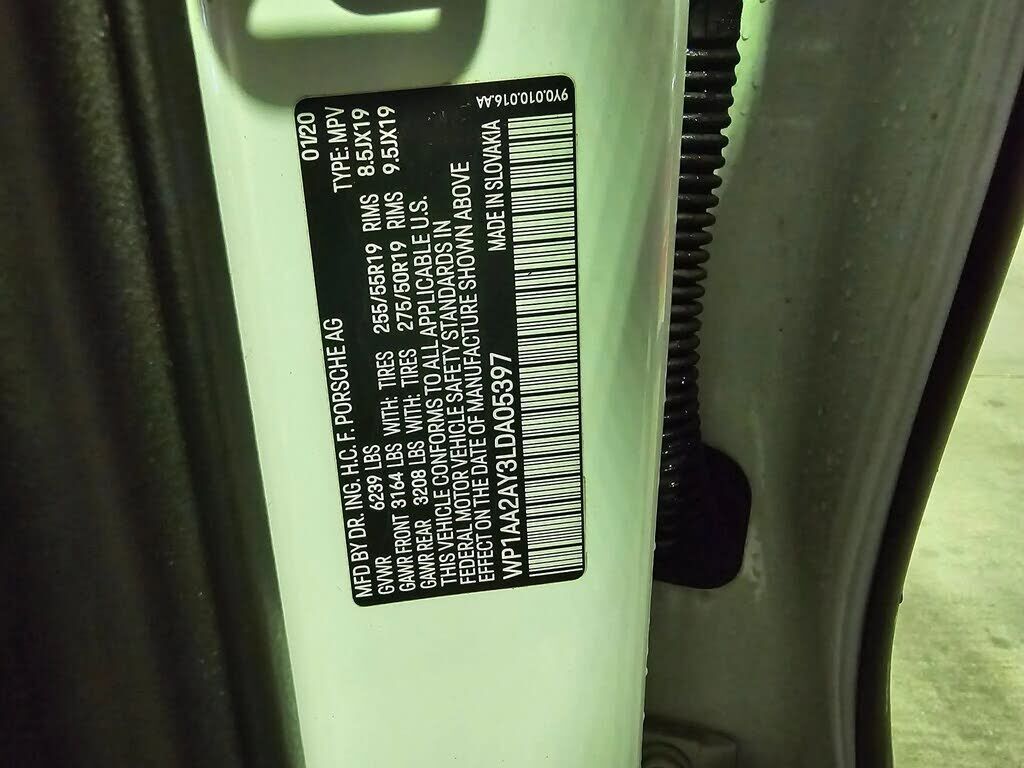 MFD BY DR. ING. H.C. F. PORSCHE AG 01/20
GVWR 6239 LBS TYPE: MPV
GAWR FRONT 3164 LBS WITH: TIRES 255/55R19 RIMS 8.5JX19
GAWR REAR 3208 LBS WITH: TIRES 275/50R19 RIMS 9.5JX19
THIS VEHICLE CONFORMS TO ALL APPLICABLE U.S.
FEDERAL MOTOR VEHICLE SAFETY STANDARDS IN
EFFECT ON THE DATE OF MANUFACTURE SHOWN ABOVE
WP1AA2AY3LDA05397 MADE IN SLOVAKIA
9Y0.010.016.AA